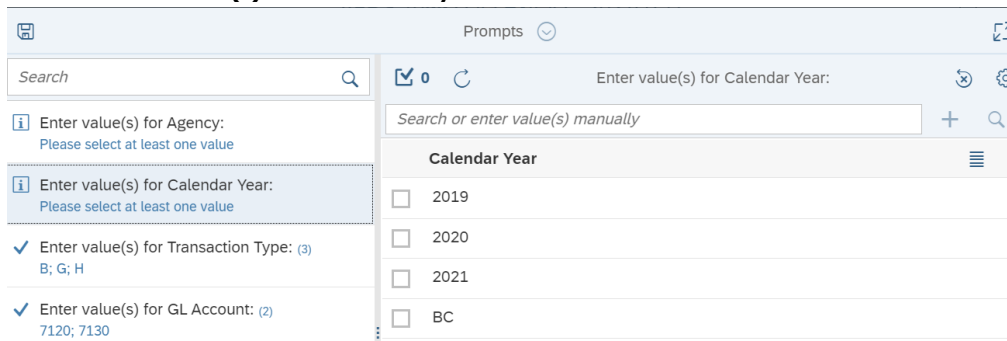 Prompts
Search
0
Enter value(s) for Calendar Year:
Enter value(s) for Agency:
Please select at least one value
Search or enter value(s) manually
Enter value(s) for Calendar Year:
Please select at least one value
Calendar Year
2019
Enter value(s) for Transaction Type: (3)
B; G; H
2020
2021
Enter value(s) for GL Account: (2)
7120; 7130
BC